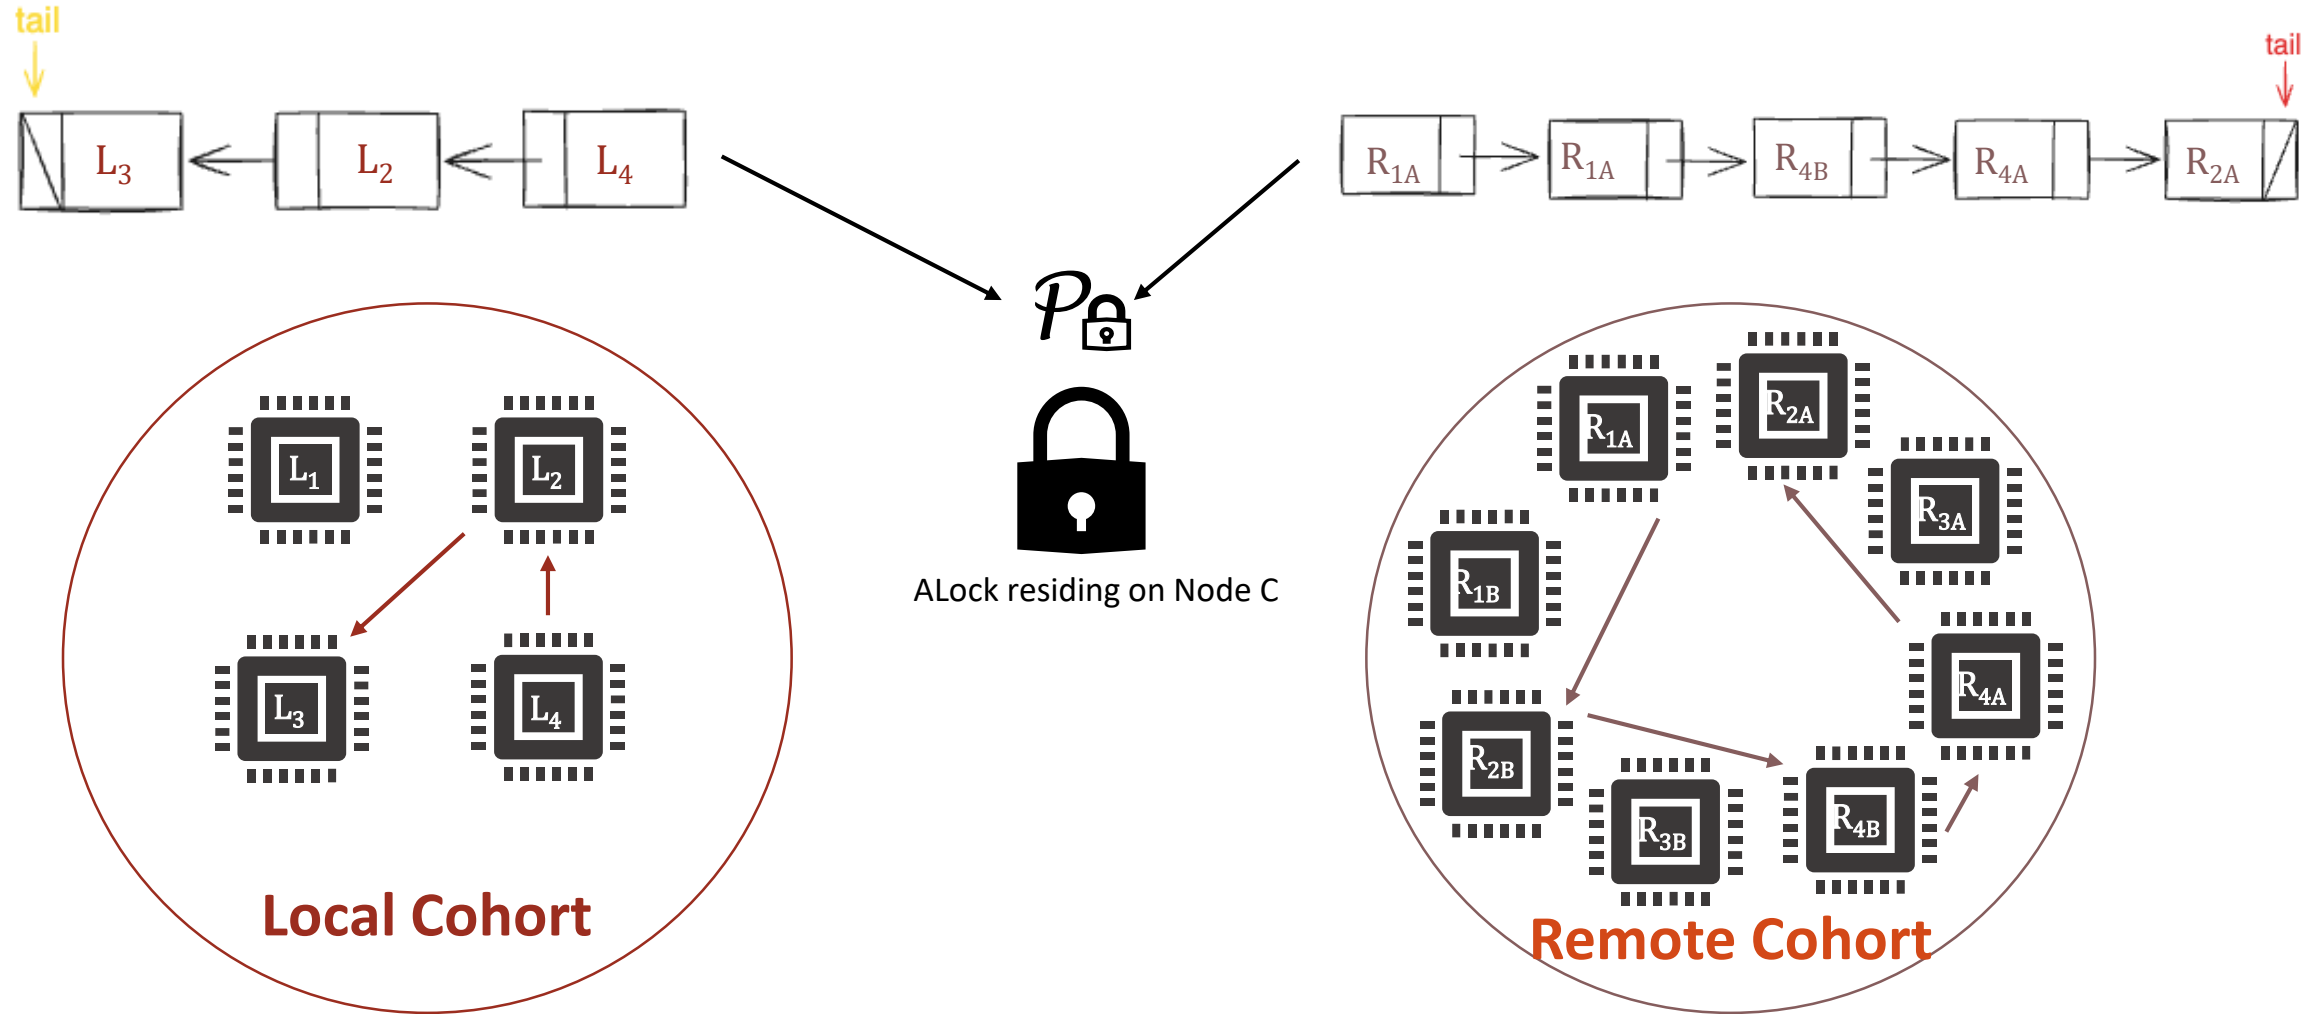 tail
tail
L3
L2
L4
R1A
R1A
R4B
R4A
R2A
P
L1
L2
L3
L4
Local Cohort
ALock residing on Node C
R1A
R2A
R3A
R1B
R4A
R2B
R3B
R4B
Remote Cohort